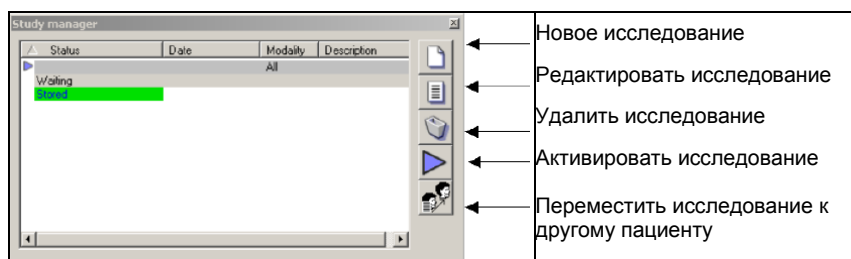 Study manager
Status Date Modality Description
All
Waiting
Stored
Новое исследование
Редактировать исследование
Удалить исследование
Активировать исследование
Переместить исследование к
другому пациенту